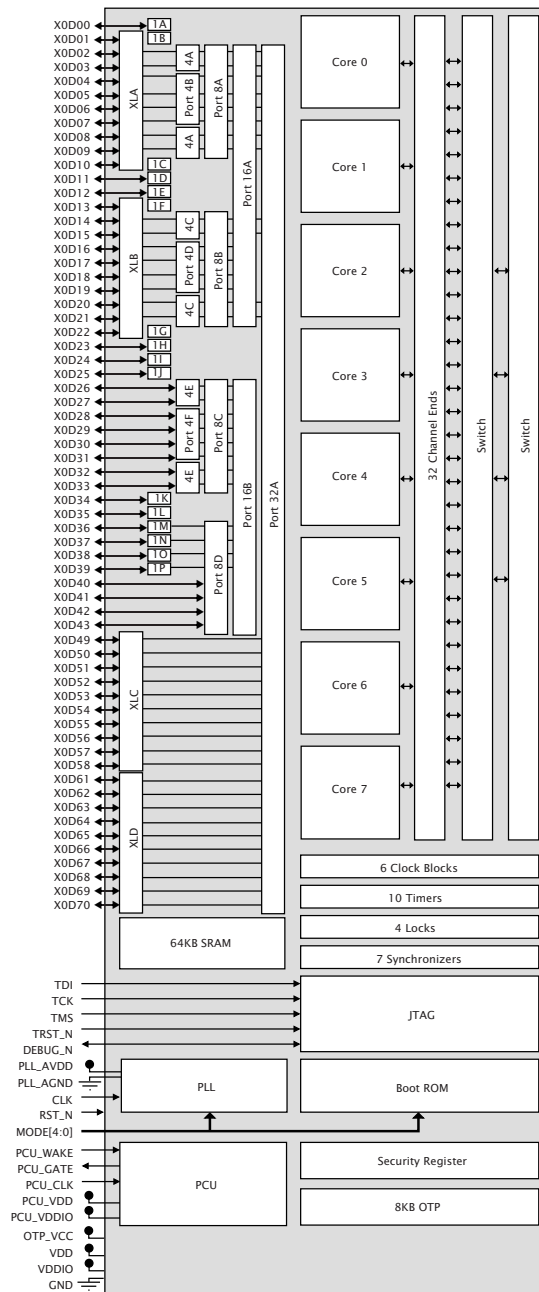 X0D00
X0D01
X0D02
X0D03
X0D04
X0D05
X0D06
X0D07
X0D08
X0D09
X0D10
X0D11
X0D12
X0D13
X0D14
X0D15
X0D16
X0D17
X0D18
X0D19
X0D20
X0D21
X0D22
X0D23
X0D24
X0D25
X0D26
X0D27
X0D28
X0D29
X0D30
X0D31
X0D32
X0D33
X0D34
X0D35
X0D36
X0D37
X0D38
X0D39
X0D40
X0D41
X0D42
X0D43
X0D49
X0D50
X0D51
X0D52
X0D53
X0D54
X0D55
X0D56
X0D57
X0D58
X0D61
X0D62
X0D63
X0D64
X0D65
X0D66
X0D67
X0D68
X0D69
X0D70
TDI
TCK
TMS
TRST_N
DEBUG_N
PLL_AVDD
PLL_AGND
CLK
RST_N
MODE[4:0]
PCU_WAKE
PCU_GATE
PCU_CLK
PCU_VDD
PCU_VDDIO
OTP_VCC
VDD
VDDIO
GND
XLA
XLB
XLC
XLD
1A
1B
1C
1D
1E
1F
1G
1H
1I
1J
1K
1L
1M
1N
1O
1P
4A
Port 4B
4A
4C
Port 4D
4C
4E
Port 4F
4E
Port 8A
Port 8B
Port 8C
Port 8D
Port 16A
Port 16B
Port 32A
Core 0
Core 1
Core 2
Core 3
Core 4
Core 5
Core 6
Core 7
32 Channel Ends
Switch
Switch
6 Clock Blocks
10 Timers
4 Locks
7 Synchronizers
64KB SRAM
JTAG
PLL
Boot ROM
PCU
Security Register
8KB OTP